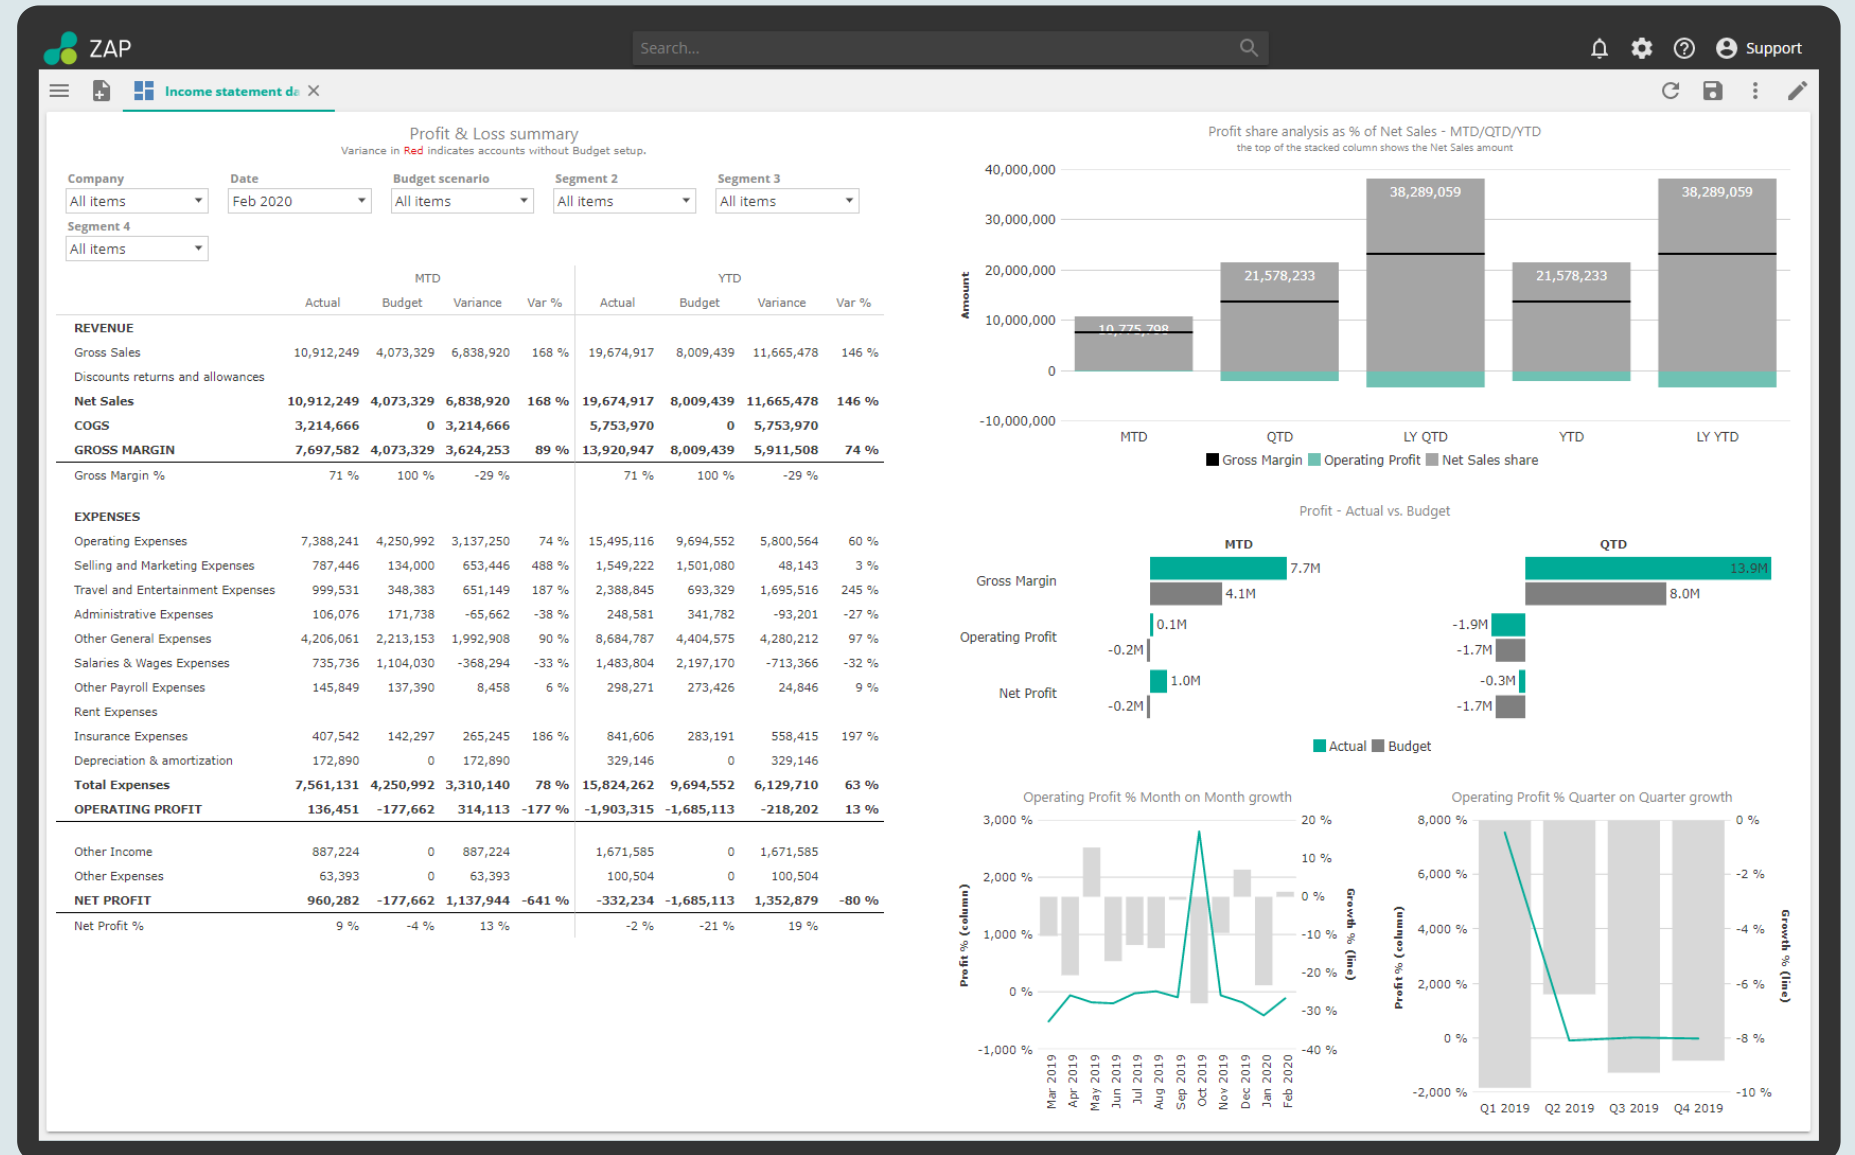 ZAP
Search...
Support
Income statement da
Profit & Loss summary
Variance in Red indicates accounts without Budget setup.
Company Date Budget scenario Segment 2 Segment 3
All items Feb 2020 All items All items All items
Segment 4
All items
MTD YTD
Actual Budget Variance Var % Actual Budget Variance Var %
REVENUE
Gross Sales 10,912,249 4,073,329 6,838,920 168 % 19,674,917 8,009,439 11,665,478 146 %
Discounts returns and allowances
Net Sales 10,912,249 4,073,329 6,838,920 168 % 19,674,917 8,009,439 11,665,478 146 %
COGS 3,214,666 0 3,214,666 5,753,970 0 5,753,970
GROSS MARGIN 7,697,582 4,073,329 3,624,253 89 % 13,920,947 8,009,439 5,911,508 74 %
Gross Margin % 71 % 100 % -29 % 71 % 100 % -29 %
EXPENSES
Operating Expenses 7,388,241 4,250,992 3,137,250 74 % 15,495,116 9,694,552 5,800,564 60 %
Selling and Marketing Expenses 787,446 134,000 653,446 488 % 1,549,222 1,501,080 48,143 3 %
Travel and Entertainment Expenses 999,531 348,383 651,149 187 % 2,388,845 693,329 1,695,516 245 %
Administrative Expenses 106,076 171,738 -65,662 -38 % 248,581 341,782 -93,201 -27 %
Other General Expenses 4,206,061 2,213,153 1,992,908 90 % 8,684,787 4,404,575 4,280,212 97 %
Salaries & Wages Expenses 735,736 1,104,030 -368,294 -33 % 1,483,804 2,197,170 -713,366 -32 %
Other Payroll Expenses 145,849 137,390 8,458 6 % 298,271 273,426 24,846 9 %
Rent Expenses
Insurance Expenses 407,542 142,297 265,245 186 % 841,606 283,191 558,415 197 %
Depreciation & amortization 172,890 0 172,890 329,146 0 329,146
Total Expenses 7,561,131 4,250,992 3,310,140 78 % 15,824,262 9,694,552 6,129,710 63 %
OPERATING PROFIT 136,451 -177,662 314,113 -177 % -1,903,315 -1,685,113 -218,202 13 %
Other Income 887,224 0 887,224 1,671,585 0 1,671,585
Other Expenses 63,393 0 63,393 100,504 0 100,504
NET PROFIT 960,282 -177,662 1,137,944 -641 % -332,234 -1,685,113 1,352,879 -80 %
Net Profit % 9 % -4 % 13 % -2 % -21 % 19 %
Profit share analysis as % of Net Sales - MTD/QTD/YTD
the top of the stacked column shows the Net Sales amount
Amount
40,000,000
30,000,000
20,000,000
10,000,000
0
-10,000,000
10,775,798 21,578,233 38,289,059 21,578,233 38,289,059
MTD QTD LY QTD YTD LY YTD
Gross Margin Operating Profit Net Sales share
Profit - Actual vs. Budget
MTD QTD
Gross Margin 7.7M 13.9M
4.1M 8.0M
Operating Profit 0.1M -1.9M
-0.2M -1.7M
Net Profit 1.0M -0.3M
-0.2M -1.7M
Actual Budget
Operating Profit % Month on Month growth
Profit % (column)
3,000 %
2,000 %
1,000 %
0 %
-1,000 %
20 %
10 %
0 %
-10 %
-20 %
-30 %
-40 %
Growth % (line)
Mar 2019 Apr 2019 May 2019 Jun 2019 Jul 2019 Aug 2019 Sep 2019 Oct 2019 Nov 2019 Dec 2019 Jan 2020 Feb 2020
Operating Profit % Quarter on Quarter growth
Profit % (column)
8,000 %
6,000 %
4,000 %
2,000 %
0 %
-2,000 %
0 %
-2 %
-4 %
-6 %
-8 %
-10 %
Growth % (line)
Q1 2019 Q2 2019 Q3 2019 Q4 2019